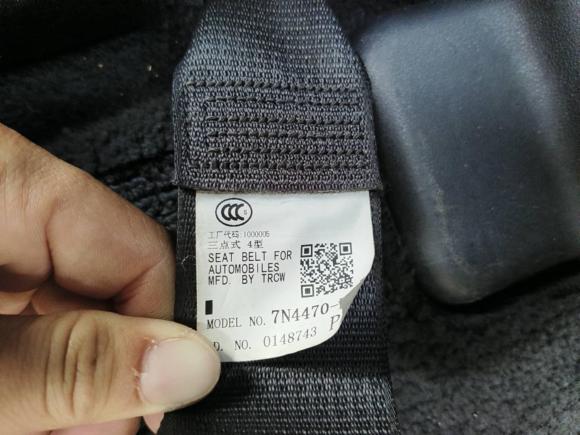 CCC S
工厂代码:1000005
三点式 4型
SEAT BELT FOR
AUTOMOBILES
MFD. BY TRCW
MODEL NO. 7N4470-
P
D. NO. 0148743